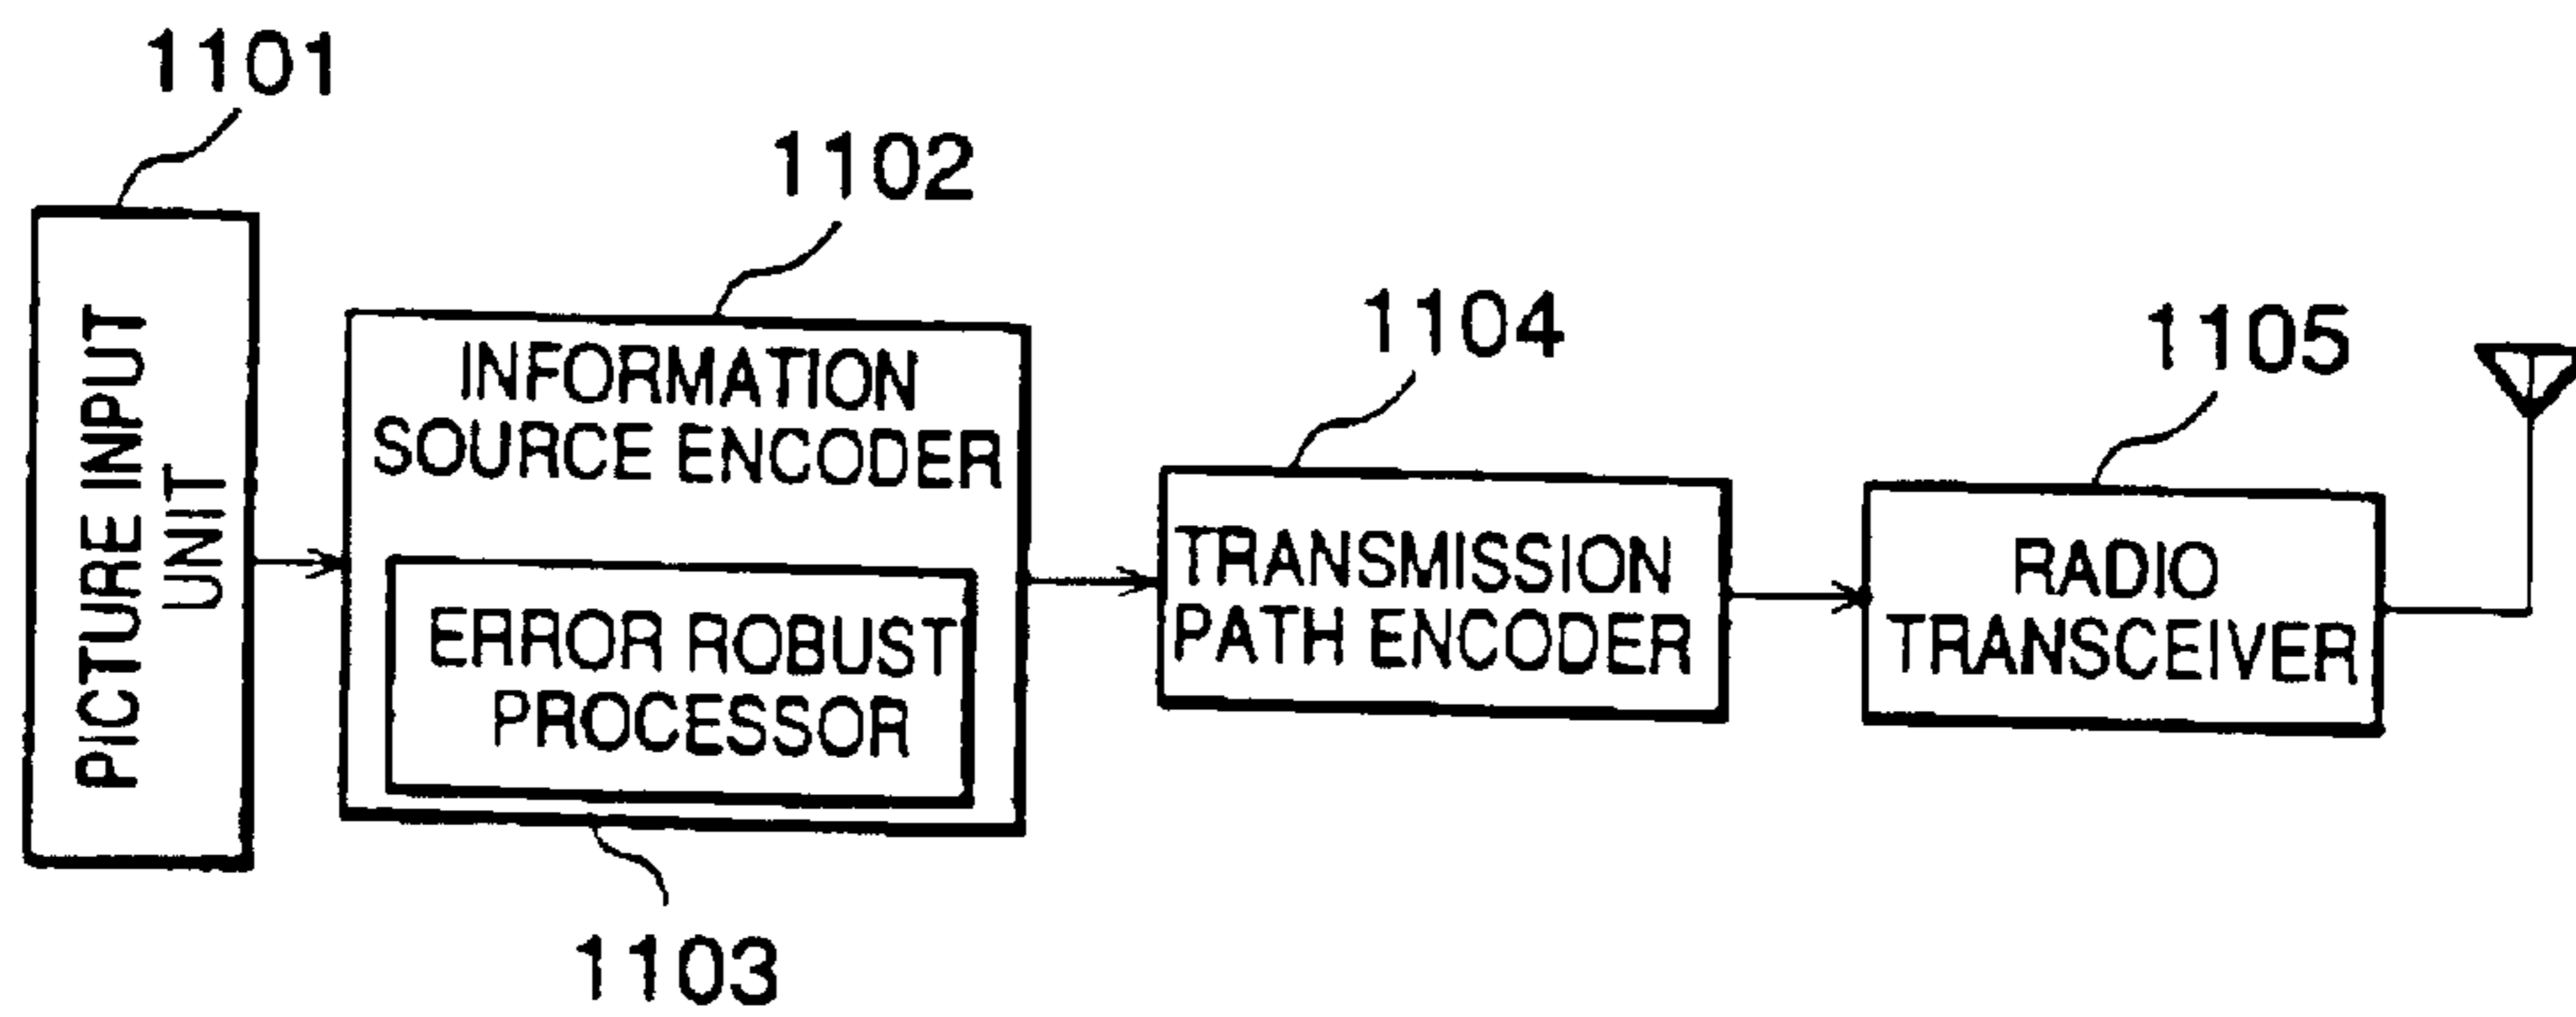 1101
PICTURE INPUT
UNIT
1102
INFORMATION
SOURCE ENCODER
ERROR ROBUST
PROCESSOR
1103
1104
TRANSMISSION
PATH ENCODER
1105
RADIO
TRANSCEIVER